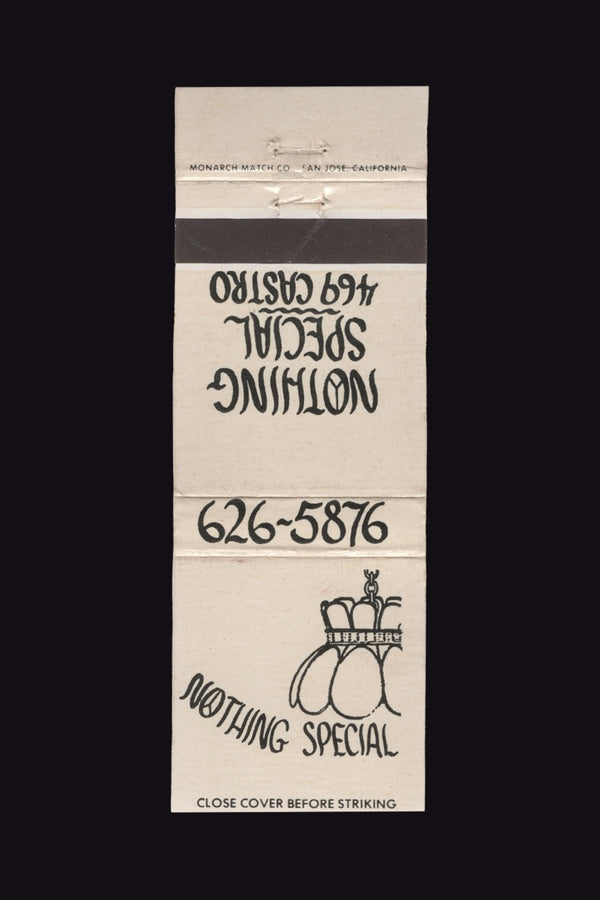 MONARCH MATCH CO. SAN JOSE, CALIFORNIA
NOTHING
SPECIAL
469 CASTRO
626-5876
NOTHING SPECIAL
CLOSE COVER BEFORE STRIKING